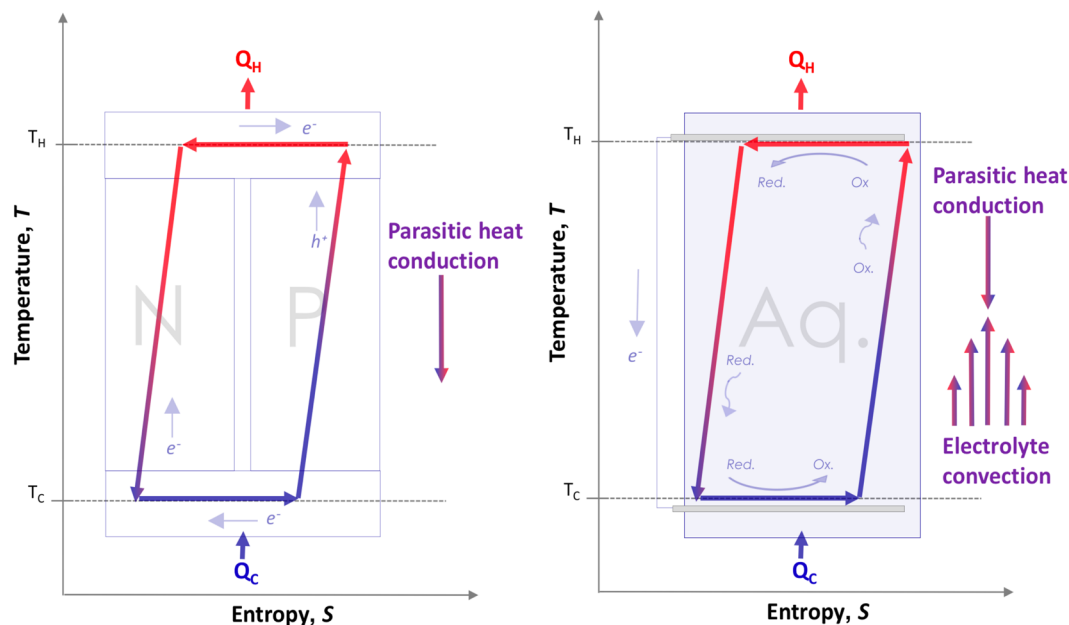 Q_H
e⁻
T_H
Temperature, T
h⁺
Parasitic heat
conduction
N
P
e⁻
T_C
e⁻
Q_C
Entropy, S
Q_H
T_H
Red.
Ox
Parasitic heat
conduction
Temperature, T
Ox.
Aq.
e⁻
Red.
Electrolyte
convection
Red.
Ox.
T_C
Q_C
Entropy, S